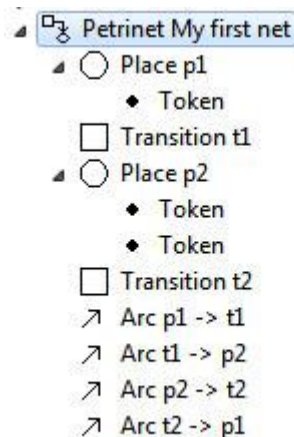 Petrinet My first net
Place p1
Token
Transition t1
Place p2
Token
Token
Transition t2
Arc p1 -> t1
Arc t1 -> p2
Arc p2 -> t2
Arc t2 -> p1